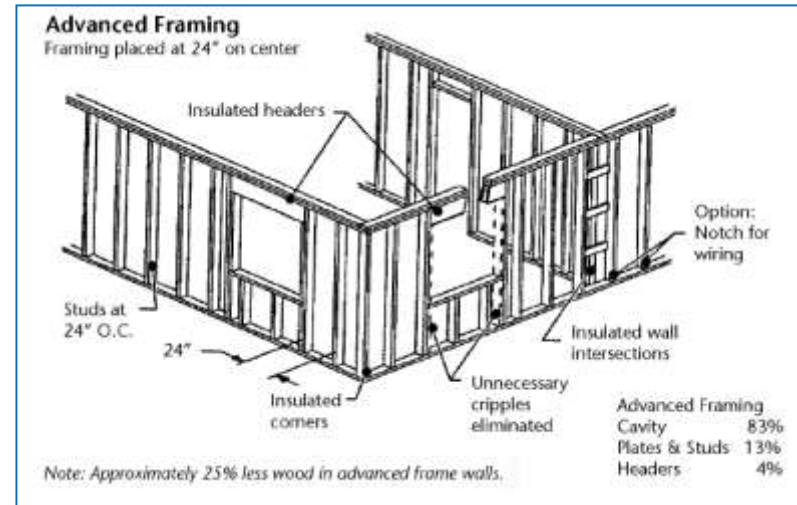 Advanced Framing
Framing placed at 24" on center
Insulated headers
Option:
Notch for
wiring
Studs at
24" O.C.
24"
Insulated wall
intersections
Insulated
corners
Unnecessary
cripples
eliminated
Advanced Framing
Cavity 83%
Plates & Studs 13%
Headers 4%
Note: Approximately 25% less wood in advanced frame walls.